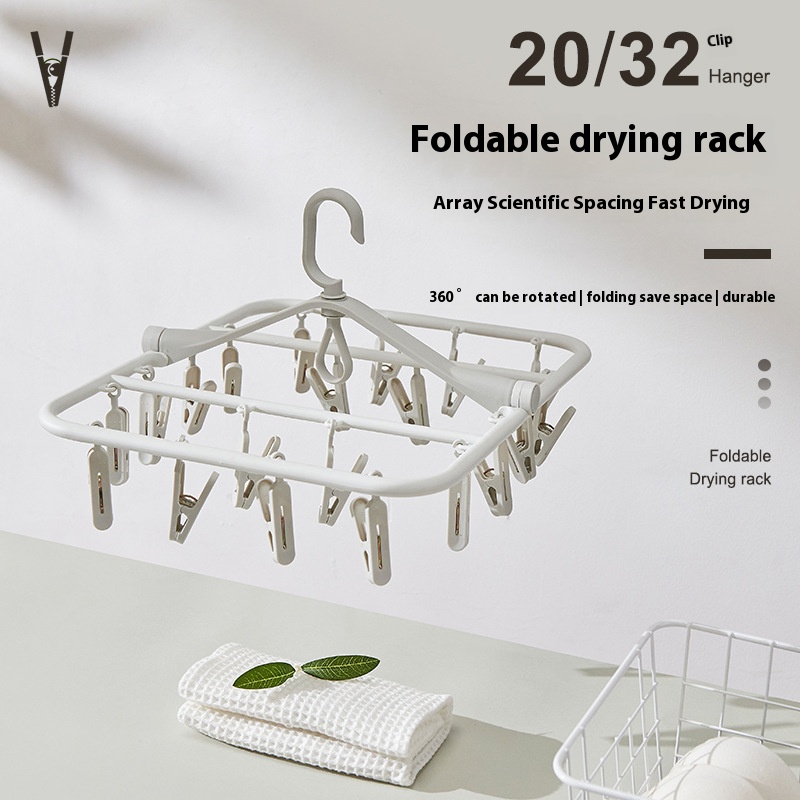 20/32 Clip
Hanger
Foldable drying rack
Array Scientific Spacing Fast Drying
360° can be rotated | folding save space | durable
Foldable
Drying rack